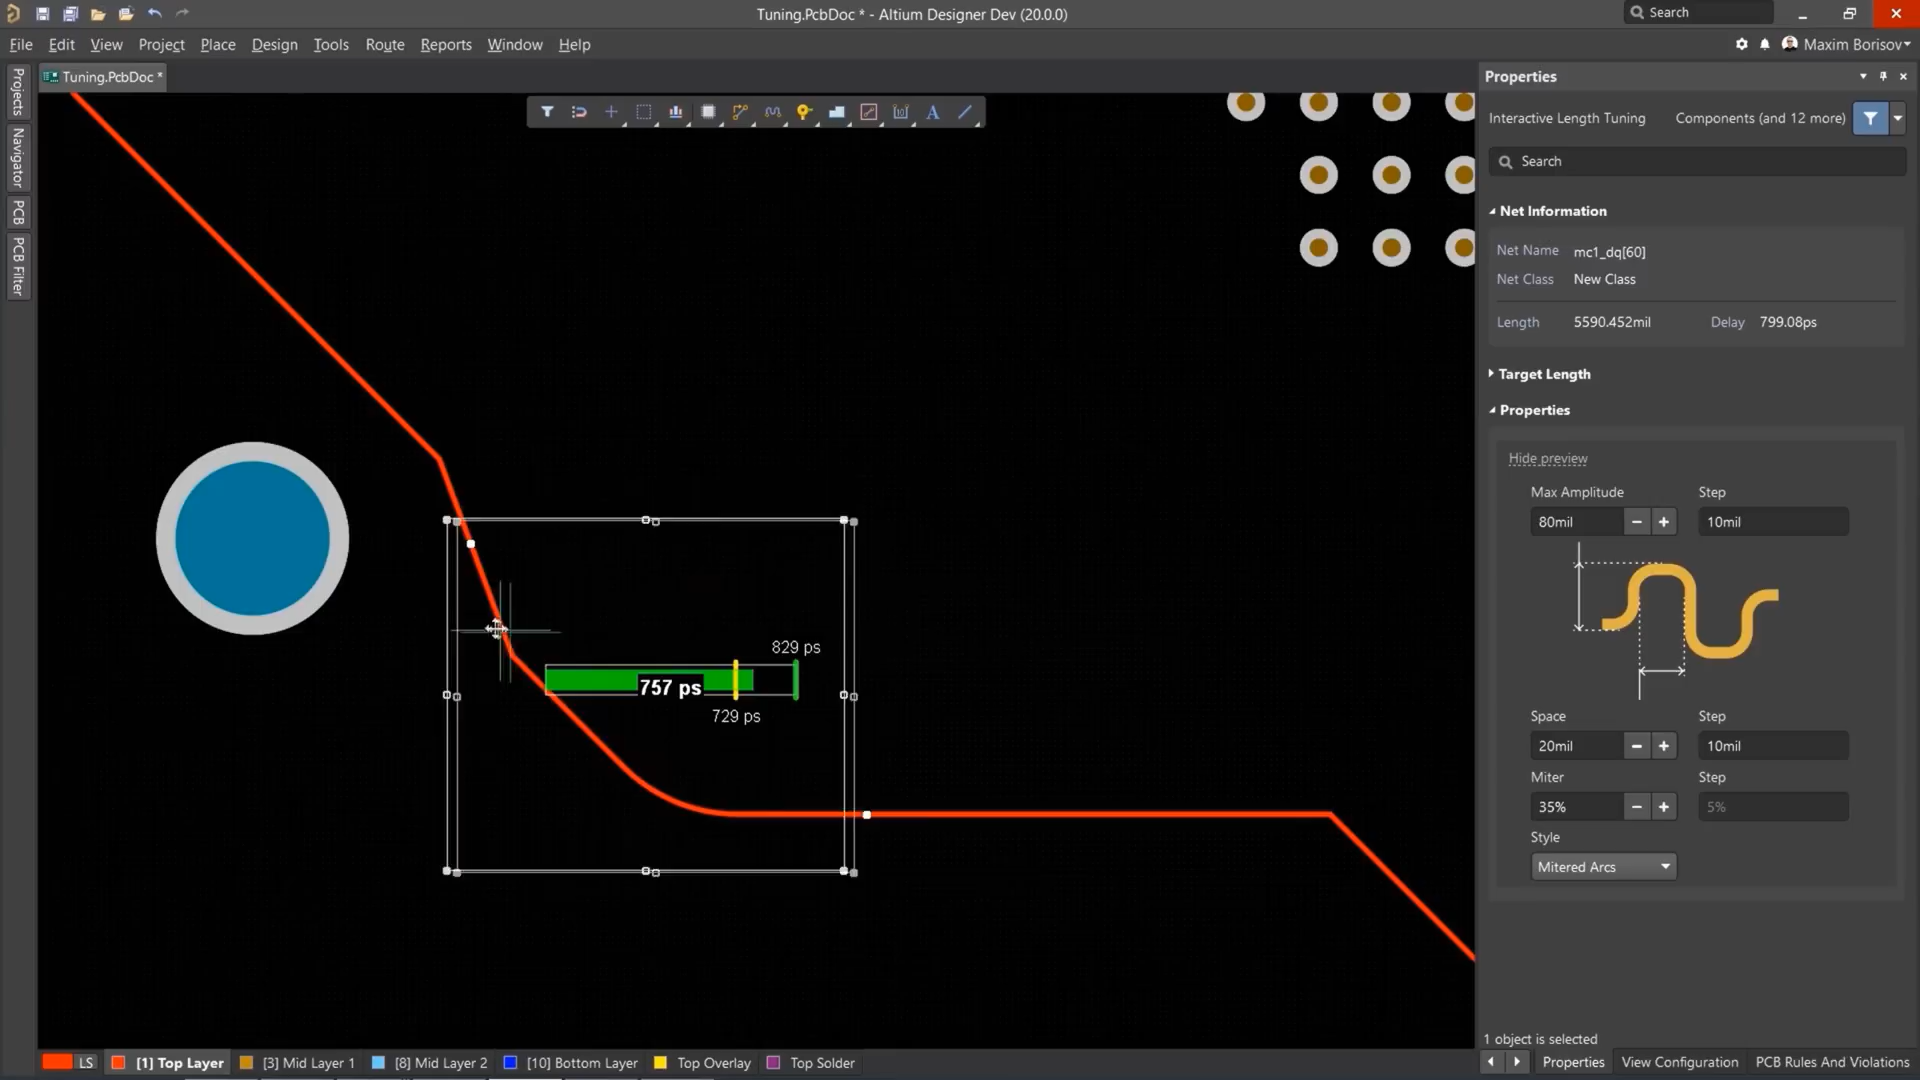 Tuning.PcbDoc * - Altium Designer Dev (20.0.0)
Search
File Edit View Project Place Design Tools Route Reports Window Help
Maxim Borisov
Tuning.PcbDoc *
Projects
Navigator
PCB
PCB Filter
829 ps
757 ps
729 ps
Properties
Interactive Length Tuning Components (and 12 more)
Search
Net Information
Net Name mc1_dq[60]
Net Class New Class
Length 5590.452mil Delay 799.08ps
Target Length
Properties
Hide preview
Max Amplitude Step
80mil 10mil
Space Step
20mil 10mil
Miter Step
35% 5%
Style
Mitered Arcs
1 object is selected
LS [1] Top Layer [3] Mid Layer 1 [8] Mid Layer 2 [10] Bottom Layer Top Overlay Top Solder
Properties View Configuration PCB Rules And Violations